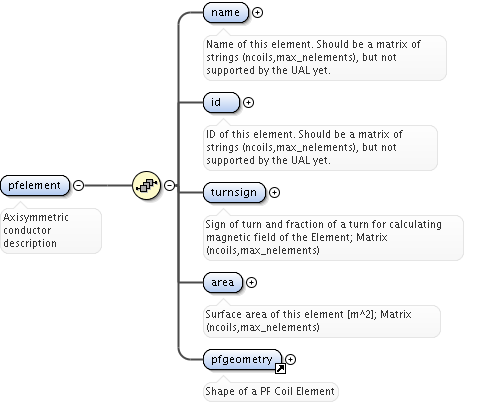 name
Name of this element. Should be a matrix of
strings (ncoils,max_nelements), but not
supported by the UAL yet.
id
ID of this element. Should be a matrix of
strings (ncoils,max_nelements), but not
supported by the UAL yet.
pfelement
Axisymmetric
conductor
description
turnsign
Sign of turn and fraction of a turn for calculating
magnetic field of the Element; Matrix
(ncoils,max_nelements)
area
Surface area of this element [m^2]; Matrix
(ncoils,max_nelements)
pfgeometry
Shape of a PF Coil Element